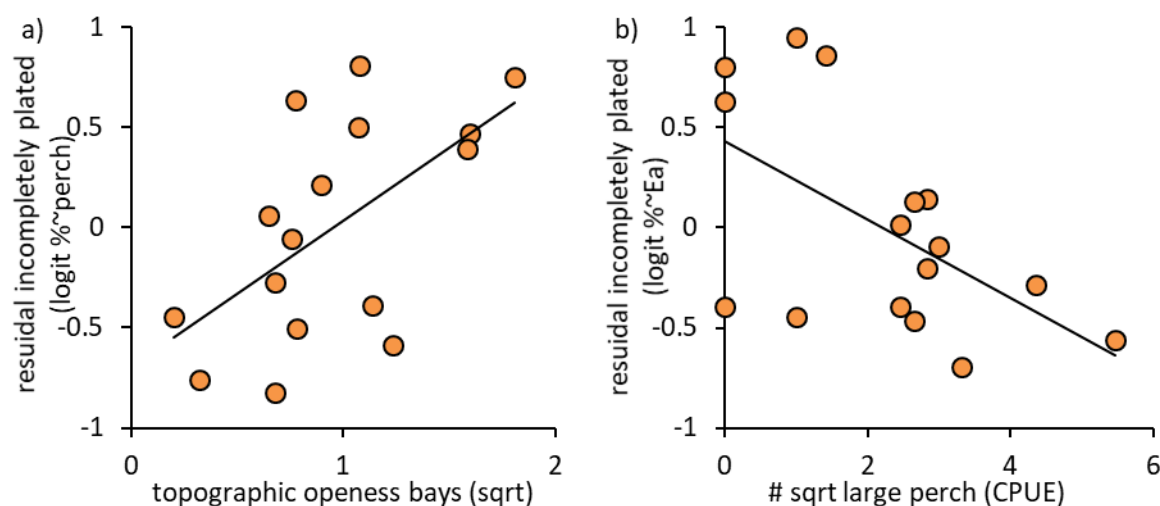 a)
resuidal incompletely plated
(logit %~perch)
1
0.5
0
-0.5
-1
0
1
2
topographic openess bays (sqrt)
b)
resuidal incompletely plated
(logit %~Ea)
1
0.5
0
-0.5
-1
0
2
4
6
# sqrt large perch (CPUE)